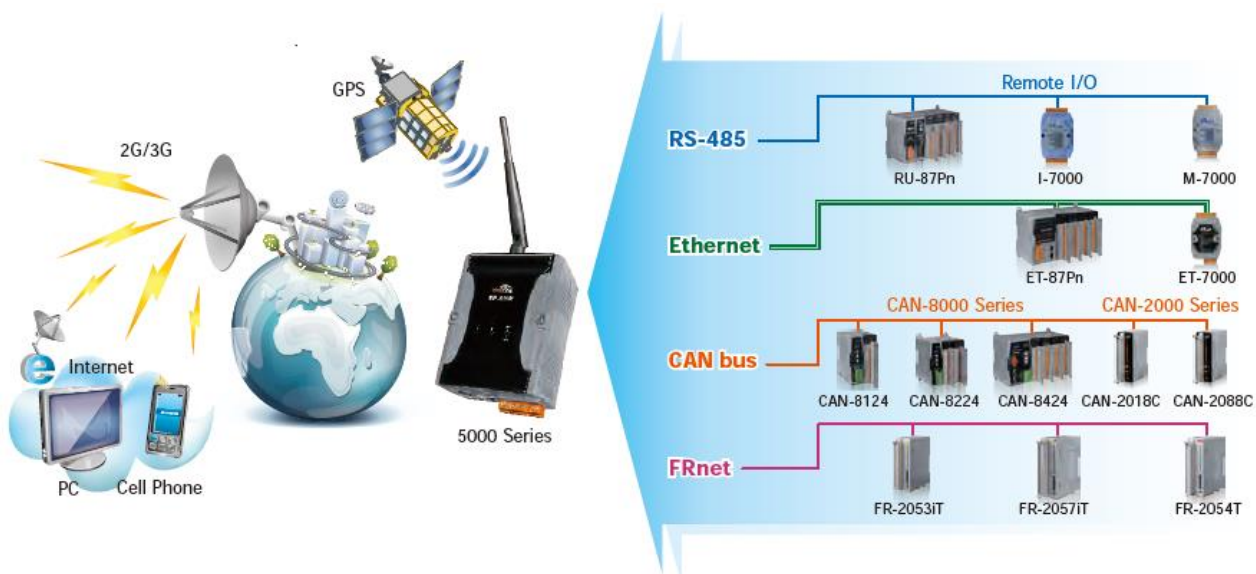 GPS
2G/3G
Internet
PC
Cell Phone
5000 Series
Remote I/O
RS-485
RU-87Pn
I-7000
M-7000
Ethernet
ET-87Pn
ET-7000
CAN-8000 Series
CAN-2000 Series
CAN bus
CAN-8124
CAN-8224
CAN-8424
CAN-2018C
CAN-2088C
FRnet
FR-2053iT
FR-2057iT
FR-2054T